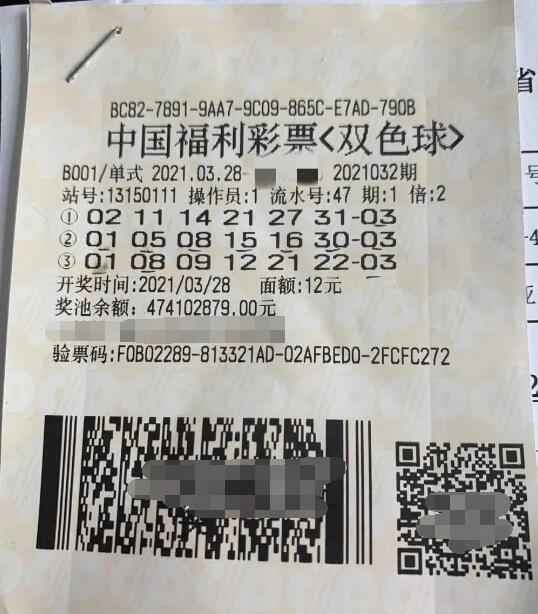 BC82-7891-9AA7-9C09-865C-E7AD-790B
中国福利彩票<双色球>
B001/单式 2021.03.28- 2021032期
站号:13150111 操作员:1 流水号:47 期:1 倍:2
① 02 11 14 21 27 31-03
② 01 05 08 15 16 30-03
③ 01 08 09 12 21 22-03
开奖时间:2021/03/28 面额:12元
奖池余额: 474102879.00元
验票码:F0B02289-813321AD-02AFBED0-2FCFC272
省
号